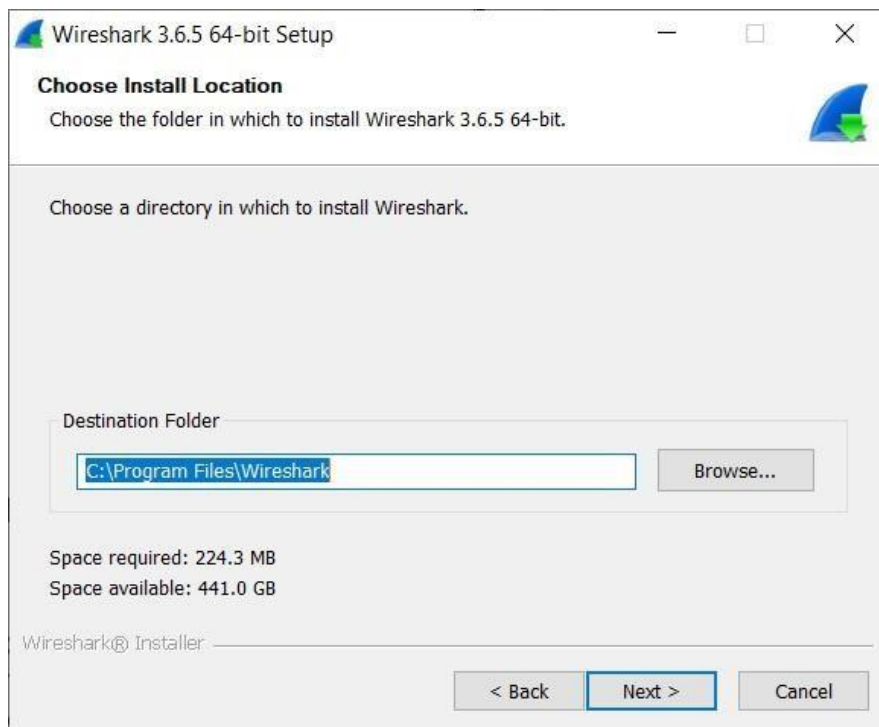 Wireshark 3.6.5 64-bit Setup
Choose Install Location
Choose the folder in which to install Wireshark 3.6.5 64-bit.
Choose a directory in which to install Wireshark.
Destination Folder
C:\Program Files\Wireshark
Browse...
Space required: 224.3 MB
Space available: 441.0 GB
Wireshark® Installer
< Back Next > Cancel